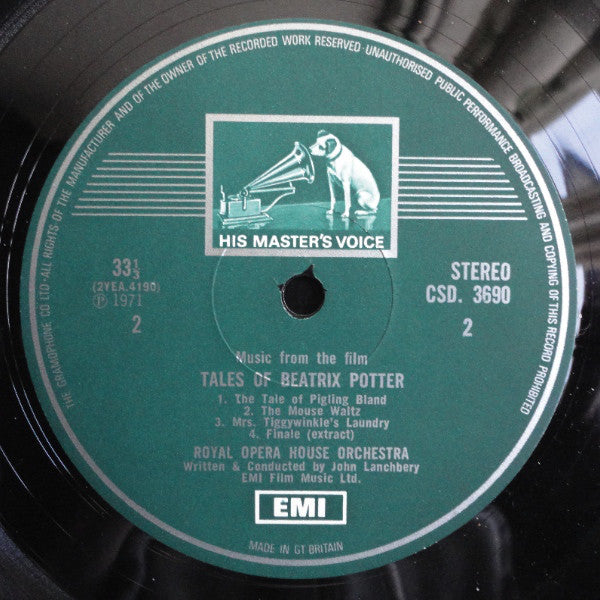 THE GRAMOPHONE CO LTD·ALL RIGHTS OF THE MANUFACTURER AND OF THE OWNER OF THE RECORDED WORK RESERVED·UNAUTHORISED PUBLIC PERFORMANCE BROADCASTING AND COPYING OF THIS RECORD PROHIBITED
HIS MASTER'S VOICE
33⅓
(2YEA.4190)
Ⓟ 1971
2
STEREO
CSD. 3690
2
Music from the film
TALES OF BEATRIX POTTER
1. The Tale of Pigling Bland
2. The Mouse Waltz
3. Mrs. Tiggywinkle's Laundry
4. Finale (extract)
ROYAL OPERA HOUSE ORCHESTRA
Written & Conducted by John Lanchbery
EMI Film Music Ltd.
EMI
MADE IN GT BRITAIN